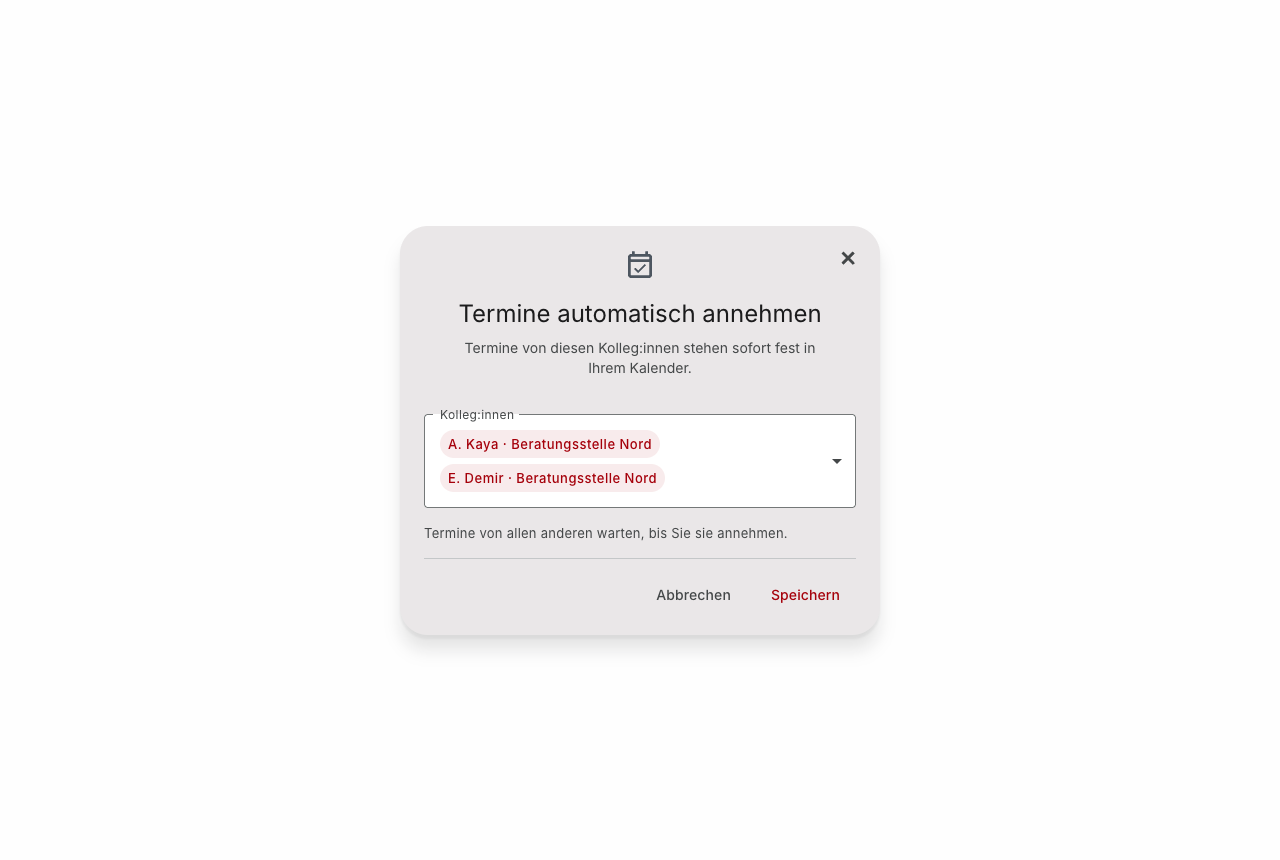 Termine automatisch annehmen
Termine von diesen Kolleg:innen stehen sofort fest in
Ihrem Kalender.
Kolleg:innen
A. Kaya · Beratungsstelle Nord
E. Demir · Beratungsstelle Nord
Termine von allen anderen warten, bis Sie sie annehmen.
Abbrechen Speichern